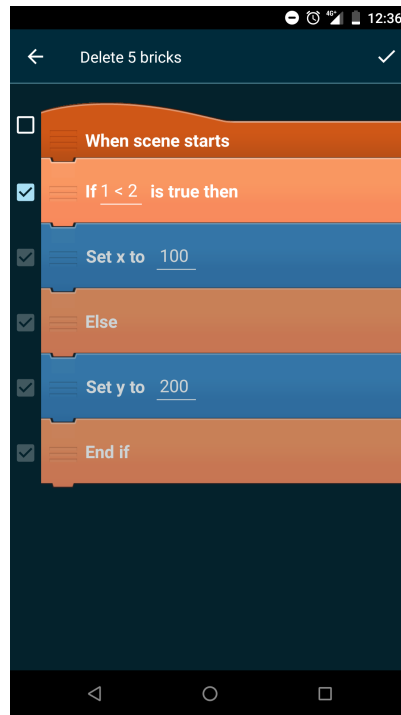 12:36
Delete 5 bricks
When scene starts
If 1 < 2 is true then
Set x to 100
Else
Set y to 200
End if